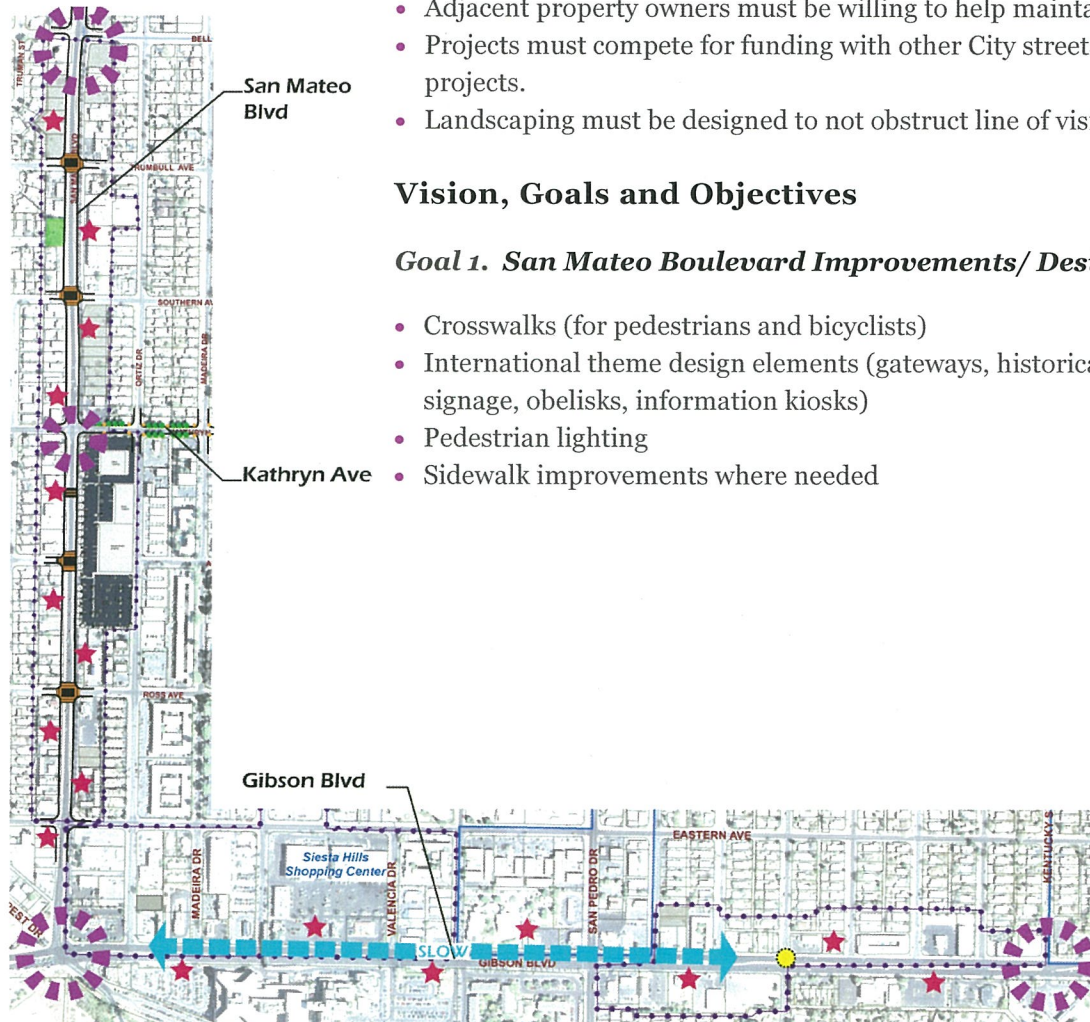 Adjacent property owners must be willing to help mainta
Projects must compete for funding with other City street
projects.
Landscaping must be designed to not obstruct line of vis
Vision, Goals and Objectives
Goal 1. San Mateo Boulevard Improvements/ Desi
Crosswalks (for pedestrians and bicyclists)
International theme design elements (gateways, historica
signage, obelisks, information kiosks)
Pedestrian lighting
Sidewalk improvements where needed
TRUMAN ST
BELL
San Mateo
Blvd
TRUMBULL AVE
SOUTHERN AV
ORTIZ DR
MADEIRA DR
Kathryn Ave
ROSS AVE
Gibson Blvd
EASTERN AVE
KENTUCKY S
Siesta Hills
Shopping Center
MADEIRA DR
VALENCIA DR
SAN PEDRO DR
SLOW
GIBSON BLVD